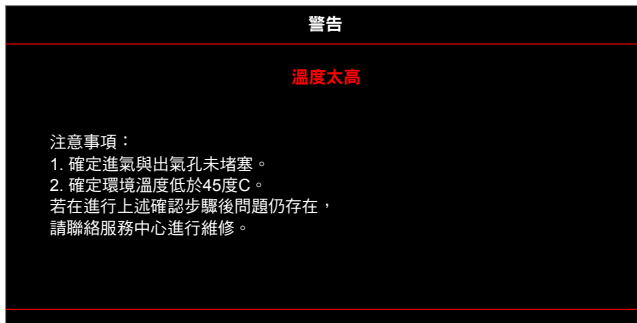 警告
溫度太高
注意事項：
1. 確定進氣與出氣孔未堵塞。
2. 確定環境溫度低於45度C。
若在進行上述確認步驟後問題仍存在，
請聯絡服務中心進行維修。